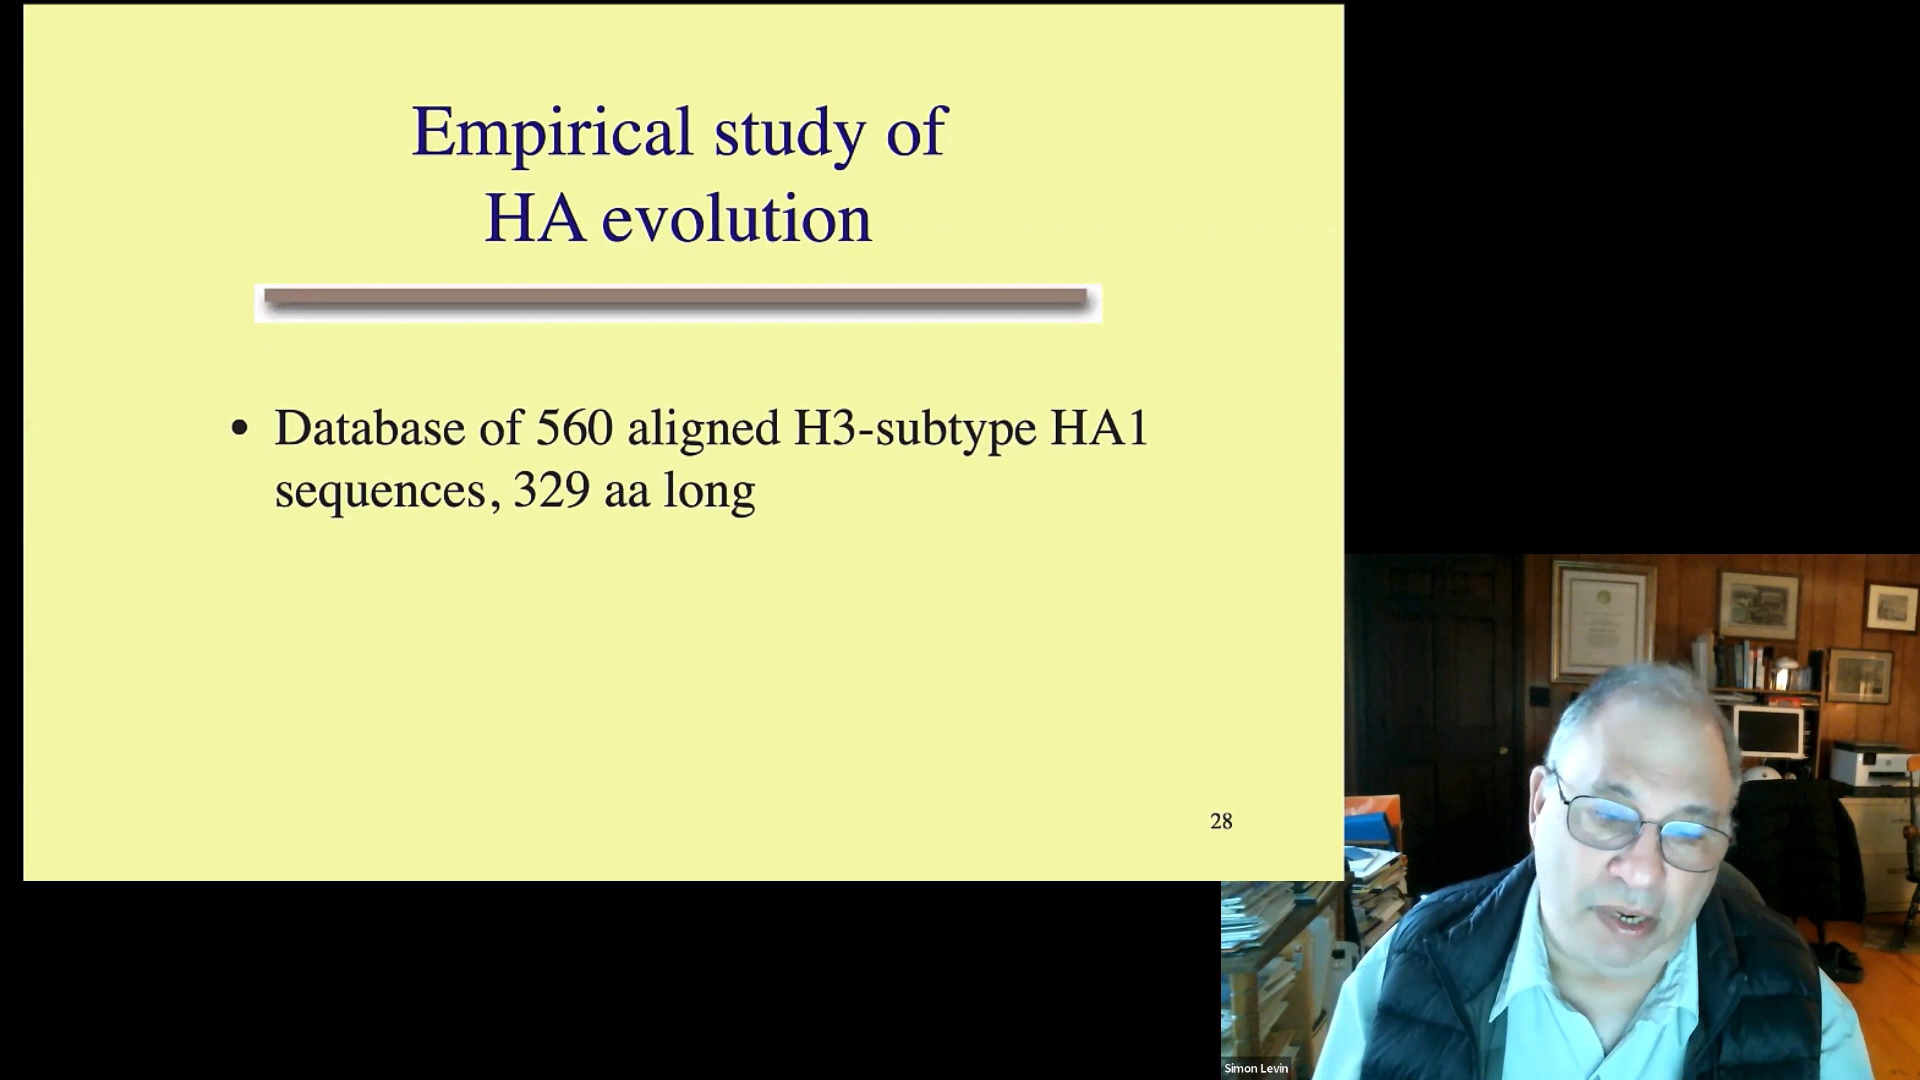 Empirical study of
HA evolution
• Database of 560 aligned H3-subtype HA1
sequences, 329 aa long
28
Simon Levin